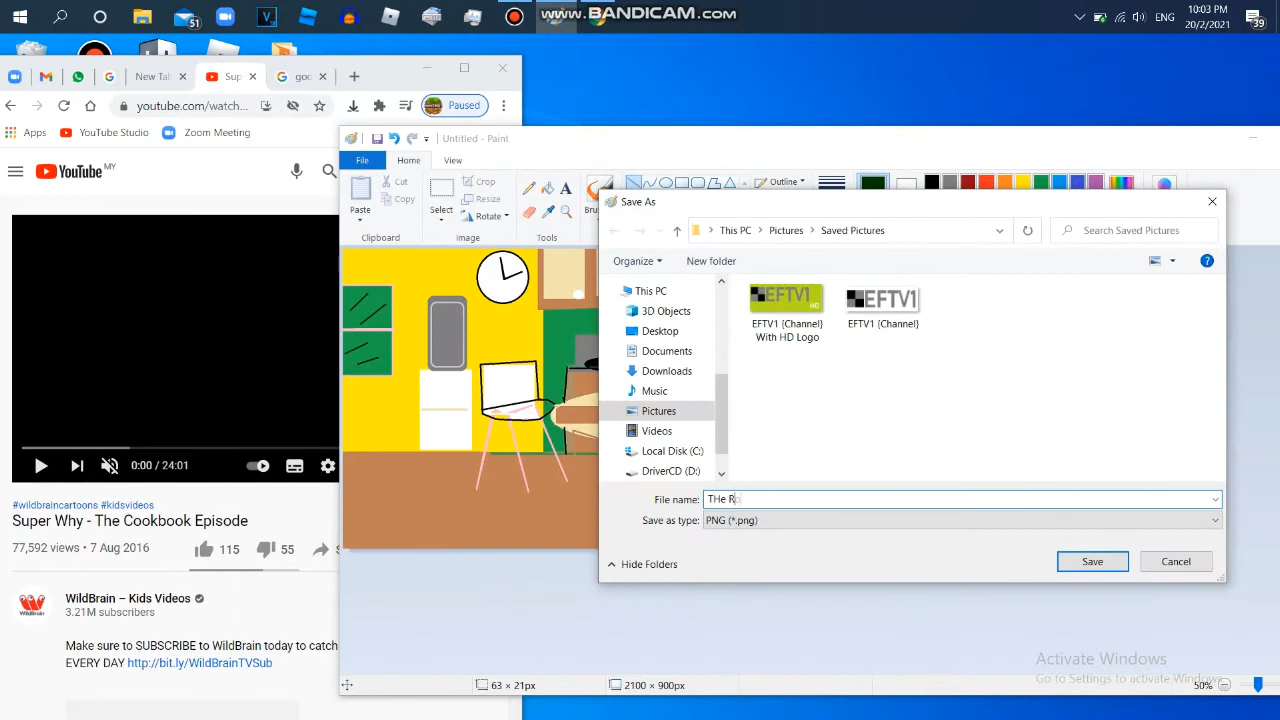 www.BANDICAM.com
51
ENG
10:03 PM
20/2/2021
39
New Tab
Sup
goo
youtube.com/watch...
Paused
Apps
YouTube Studio
Zoom Meeting
YouTube MY
0:00 / 24:01
#wildbraincartoons #kidsvideos
Super Why - The Cookbook Episode
77,592 views • 7 Aug 2016
115
55
WildBrain – Kids Videos
3.21M subscribers
Make sure to SUBSCRIBE to WildBrain today to catch
EVERY DAY http://bit.ly/WildBrainTVSub
Untitled - Paint
File
Home
View
Paste
Cut
Copy
Clipboard
Select
Crop
Resize
Rotate
Image
Tools
Outline
Save As
This PC
Pictures
Saved Pictures
Search Saved Pictures
Organize
New folder
This PC
3D Objects
Desktop
Documents
Downloads
Music
Pictures
Videos
Local Disk (C:)
DriverCD (D:)
EFTV1 HD
EFTV1 {Channel}
With HD Logo
EFTV1
EFTV1 {Channel}
File name:
THe R
Save as type:
PNG (*.png)
Hide Folders
Save
Cancel
Activate Windows
Go to Settings to activate Windows.
63 × 21px
2100 × 900px
50%